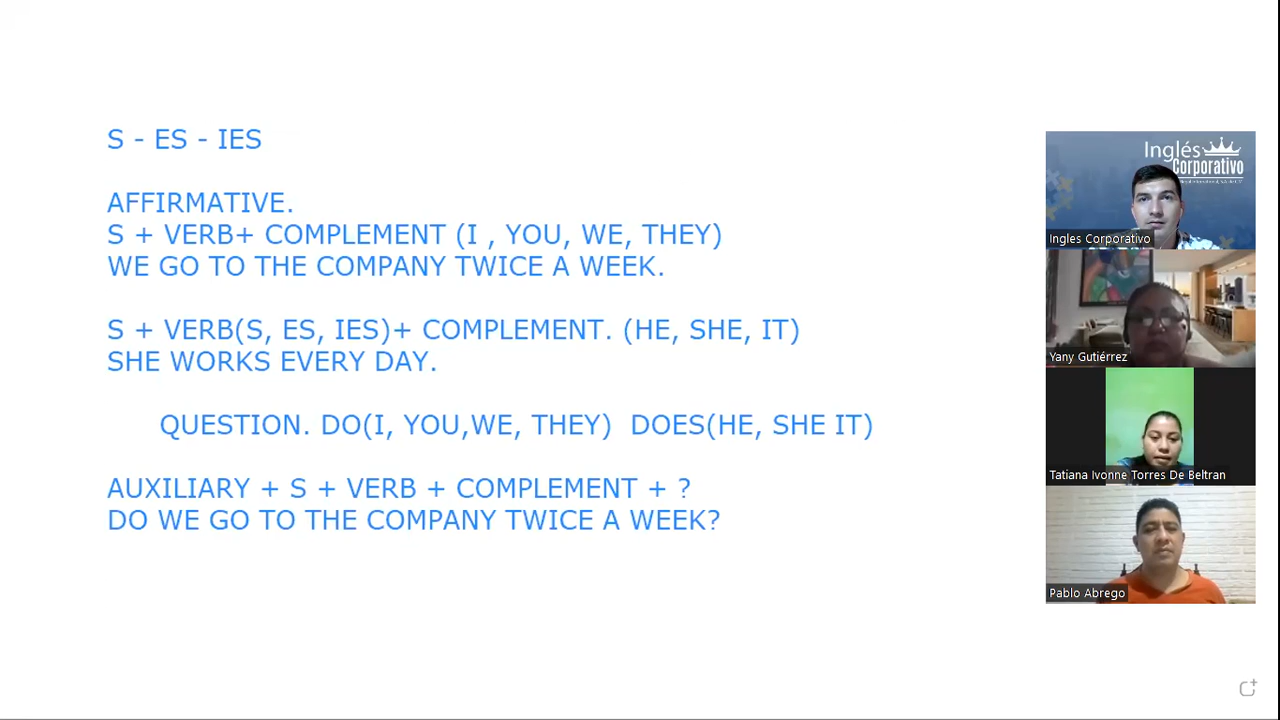 S - ES - IES
AFFIRMATIVE.
S + VERB+ COMPLEMENT (I , YOU, WE, THEY)
WE GO TO THE COMPANY TWICE A WEEK.
S + VERB(S, ES, IES)+ COMPLEMENT. (HE, SHE, IT)
SHE WORKS EVERY DAY.
QUESTION. DO(I, YOU,WE, THEY)  DOES(HE, SHE IT)
AUXILIARY + S + VERB + COMPLEMENT + ?
DO WE GO TO THE COMPANY TWICE A WEEK?
Inglés
Corporativo
Ingles Corporativo
Yany Gutiérrez
Tatiana Ivonne Torres De Beltran
Pablo Abrego